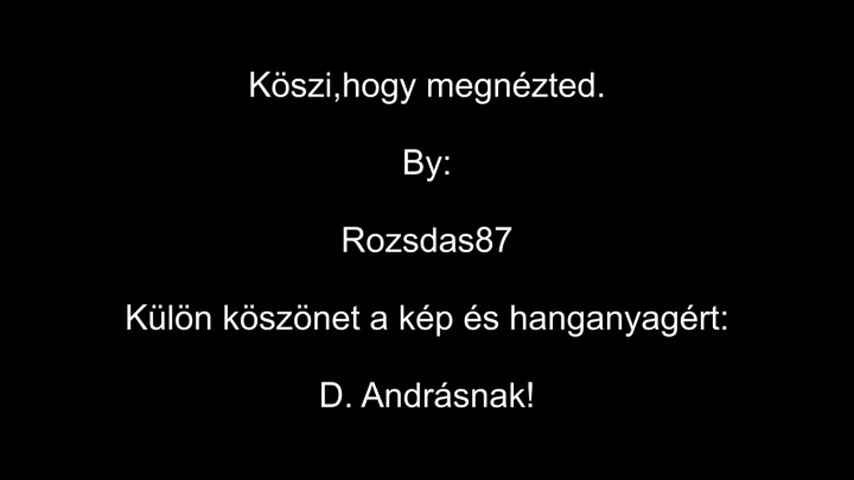 Köszi,hogy megnézted.
By:
Rozsdas87
Külön köszönet a kép és hanganyagért:
D. Andrásnak!